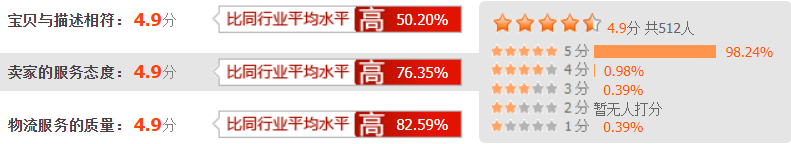 宝贝与描述相符：4.9分 比同行业平均水平 高 50.20%
卖家的服务态度：4.9分 比同行业平均水平 高 76.35%
物流服务的质量：4.9分 比同行业平均水平 高 82.59%
4.9分 共512人
5分 98.24%
4分 0.98%
3分 0.39%
2分 暂无人打分
1分 0.39%